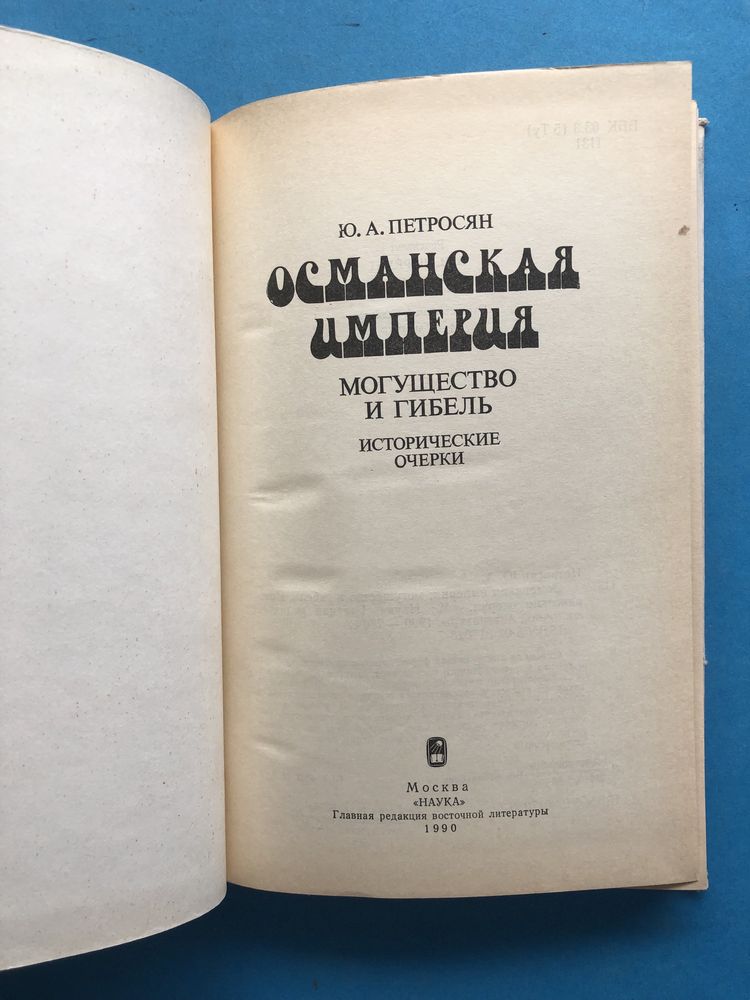 Ю. А. ПЕТРОСЯН
ОСМАНСКАЯ
ИМПЕРИЯ
МОГУЩЕСТВО
И ГИБЕЛЬ
ИСТОРИЧЕСКИЕ
ОЧЕРКИ
Москва
«НАУКА»
Главная редакция восточной литературы
1990